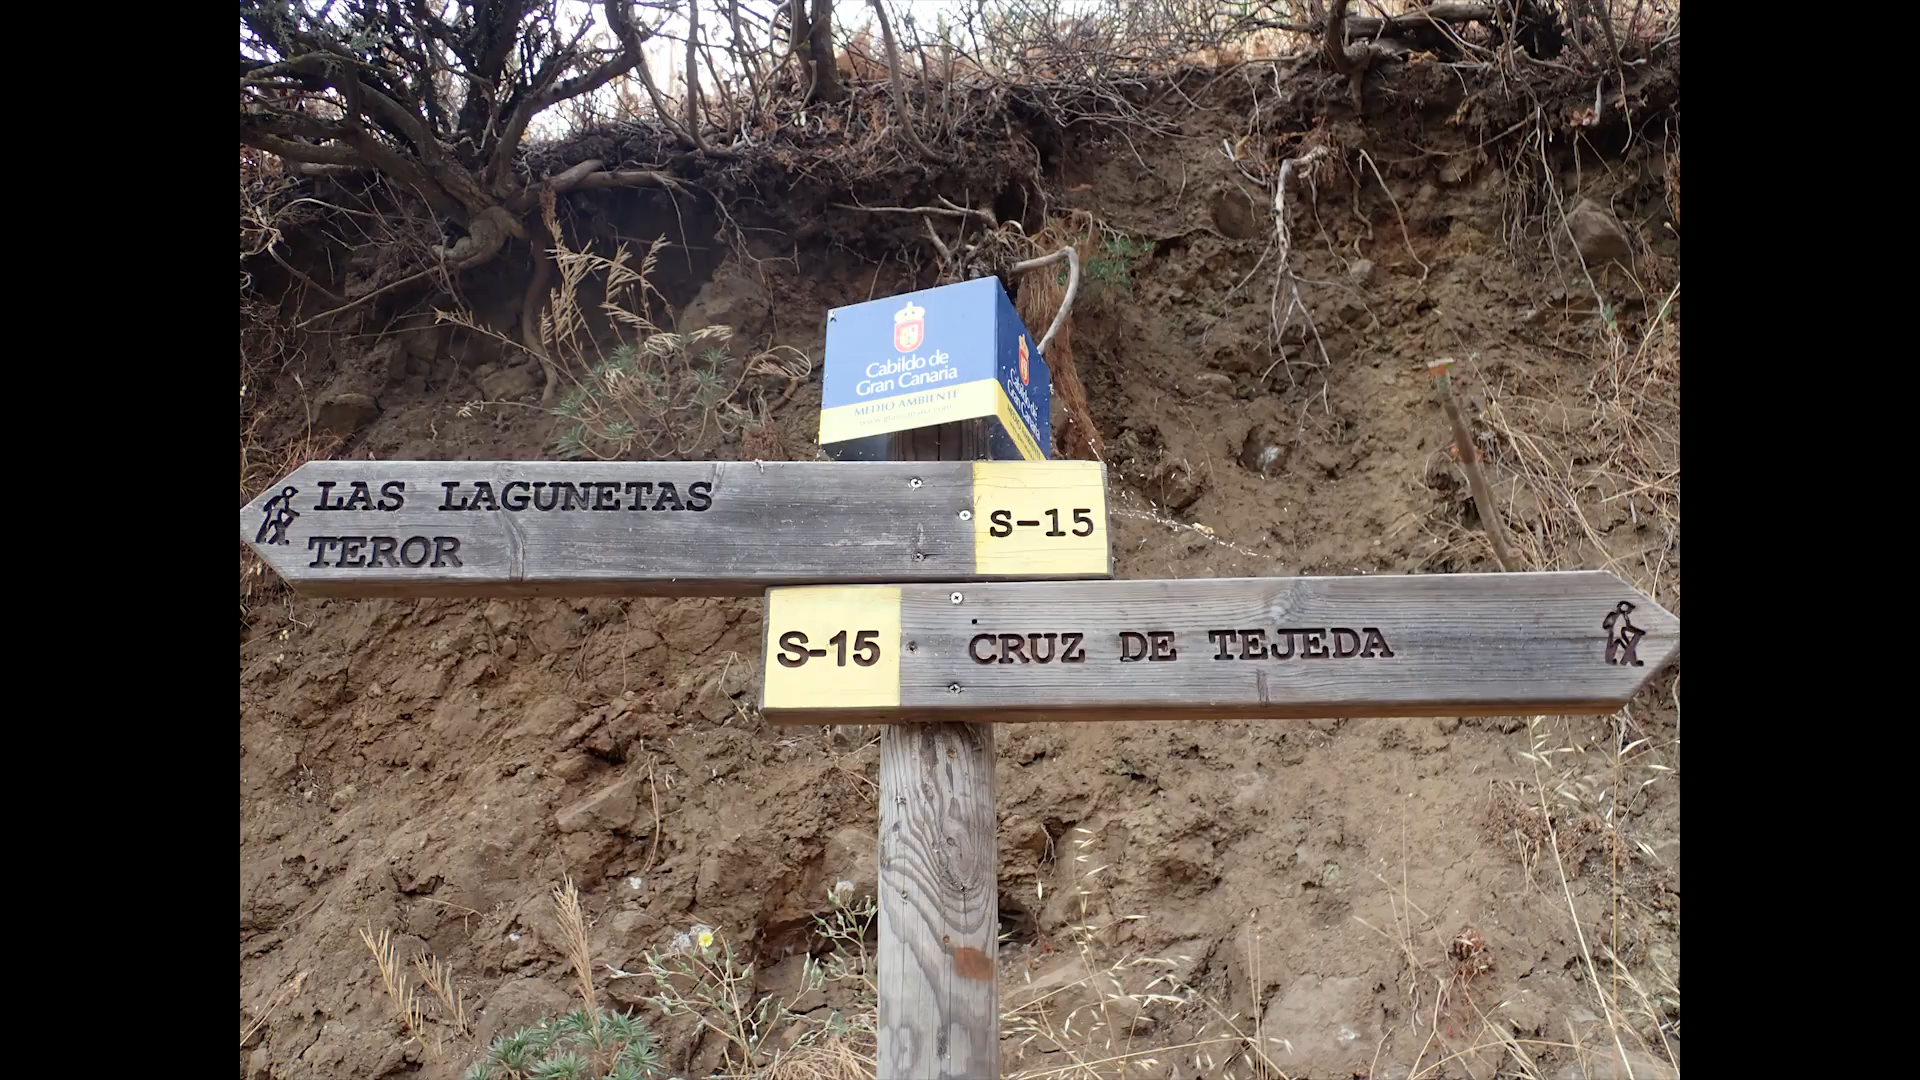 Cabildo de
Gran Canaria
MEDIO AMBIENTE
LAS LAGUNETAS
TEROR
S-15
S-15
CRUZ DE TEJEDA